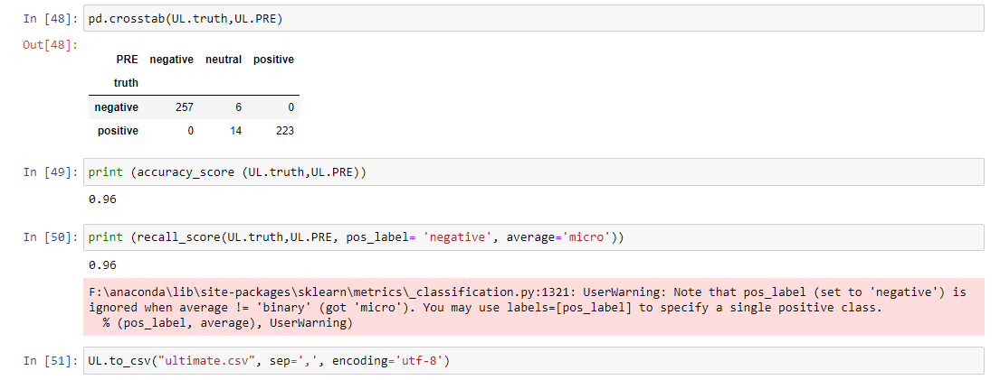 In [48]: pd.crosstab(UL.truth,UL.PRE)
Out[48]:
PRE negative neutral positive
truth
negative 257 6 0
positive 0 14 223
In [49]: print (accuracy_score (UL.truth,UL.PRE))
0.96
In [50]: print (recall_score(UL.truth,UL.PRE, pos_label= 'negative', average='micro'))
0.96
F:\anaconda\lib\site-packages\sklearn\metrics\_classification.py:1321: UserWarning: Note that pos_label (set to 'negative') is
ignored when average != 'binary' (got 'micro'). You may use labels=[pos_label] to specify a single positive class.
% (pos_label, average), UserWarning)
In [51]: UL.to_csv("ultimate.csv", sep=',', encoding='utf-8')